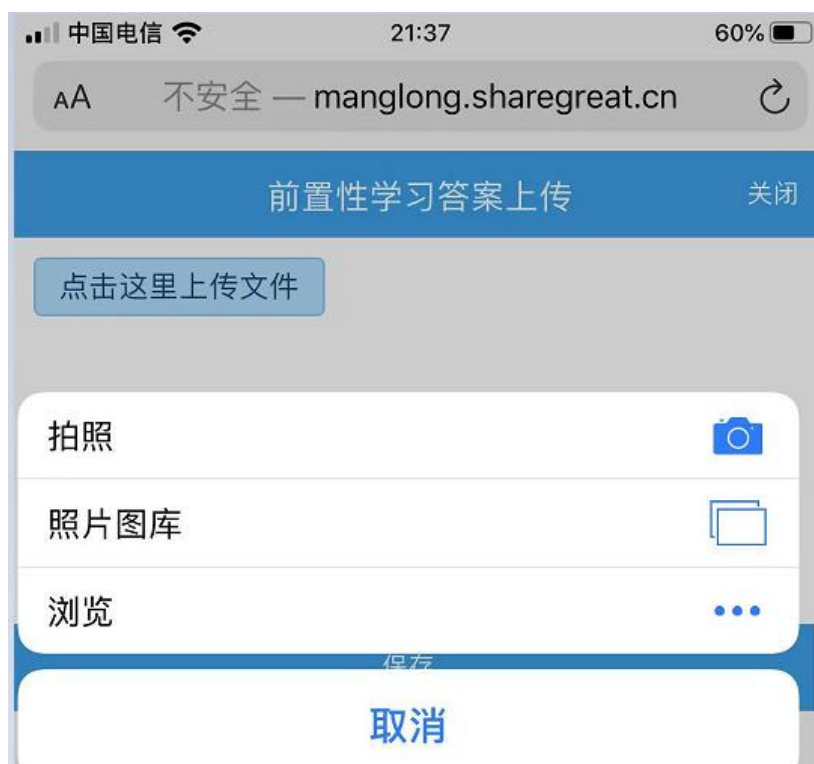 中国电信 21:37 60%
AA 不安全 — manglong.sharegreat.cn
前置性学习答案上传 关闭
点击这里上传文件
拍照
照片图库
浏览
保存
取消